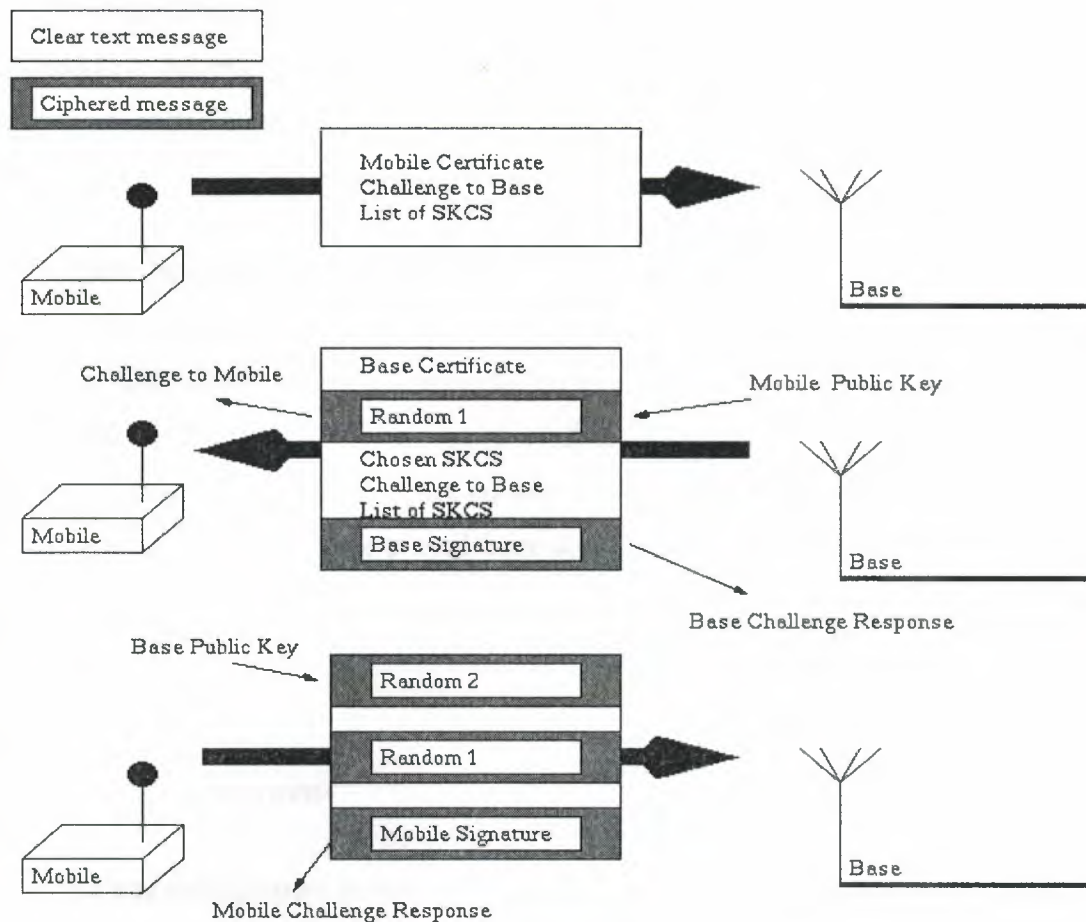 Clear text message
Ciphered message
Mobile Certificate
Challenge to Base
List of SKCS
Mobile
Base
Base Certificate
Challenge to Mobile
Mobile Public Key
Random 1
Chosen SKCS
Challenge to Base
List of SKCS
Mobile
Base Signature
Base
Base Challenge Response
Base Public Key
Random 2
Random 1
Mobile Signature
Mobile
Base
Mobile Challenge Response